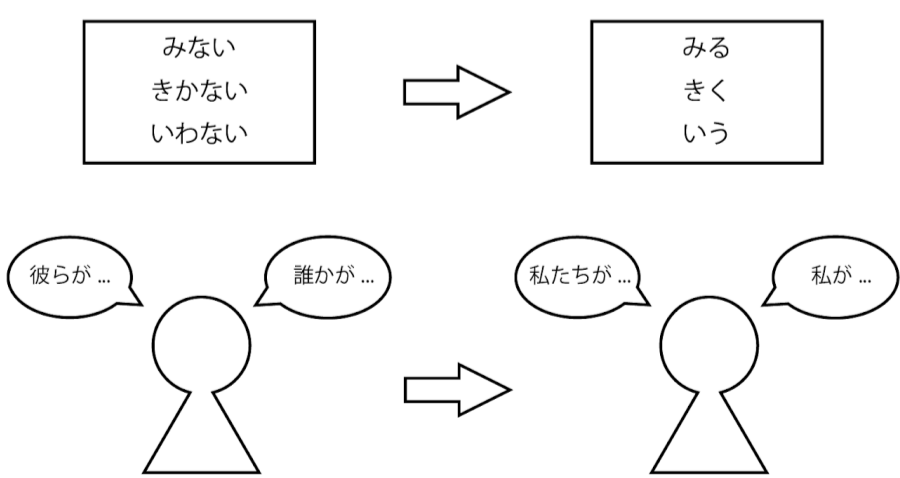 みない
きかない
いわない
みる
きく
いう
彼らが ...
誰かが ...
私たちが ...
私が ...